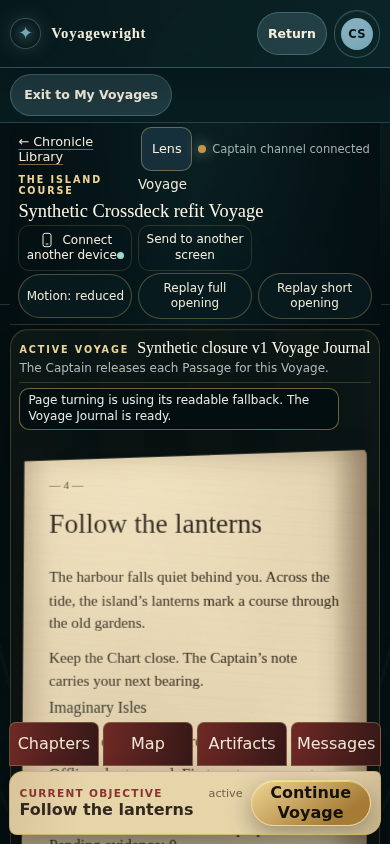 Voyagewright
Return
CS
Exit to My Voyages
← Chronicle
Library
Lens
Captain channel connected
THE ISLAND
COURSE
Voyage
Synthetic Crossdeck refit Voyage
Connect
another device
Send to another
screen
Motion: reduced
Replay full
opening
Replay short
opening
ACTIVE VOYAGE Synthetic closure v1 Voyage Journal
The Captain releases each Passage for this Voyage.
Page turning is using its readable fallback. The
Voyage Journal is ready.
— 4 —
Follow the lanterns
The harbour falls quiet behind you. Across the
tide, the island’s lanterns mark a course through
the old gardens.
Keep the Chart close. The Captain’s note
carries your next bearing.
Imaginary Isles
Chapters
Map
Artifacts
Messages
CURRENT OBJECTIVE
Follow the lanterns
active
Continue
Voyage